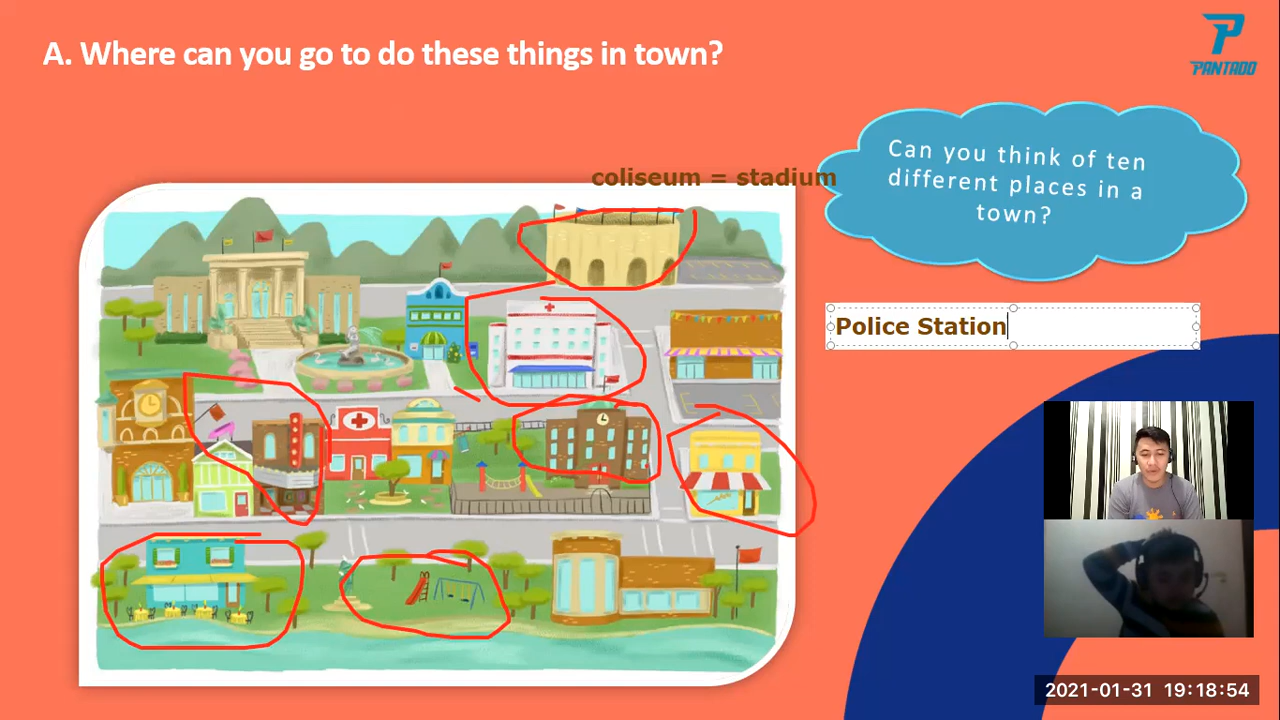 A. Where can you go to do these things in town?
PANTADO
coliseum = stadium
Can you think of ten
different places in a
town?
Police Station
2021-01-31 19:18:54